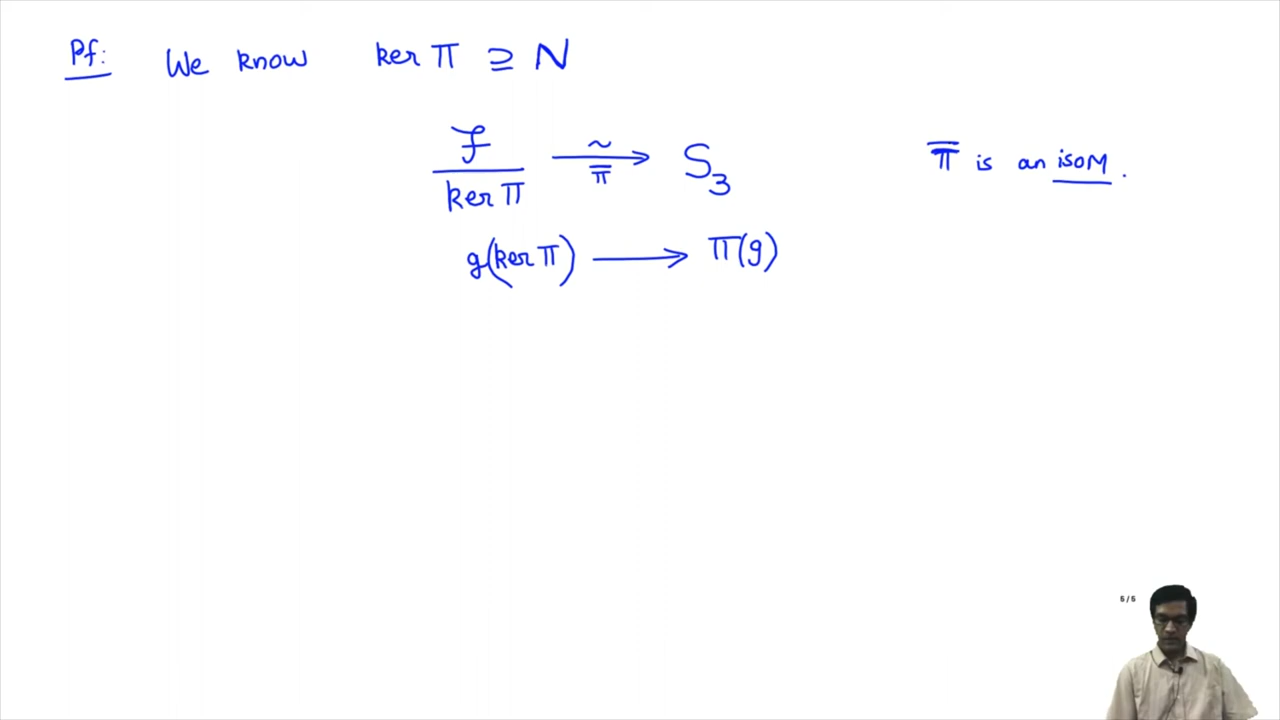 Pf: We know ker π ⊇ N
𝓕 / ker π ~→ π̄ S₃ π̄ is an isom.
g(ker π) ⟶ π(g)
5 / 5